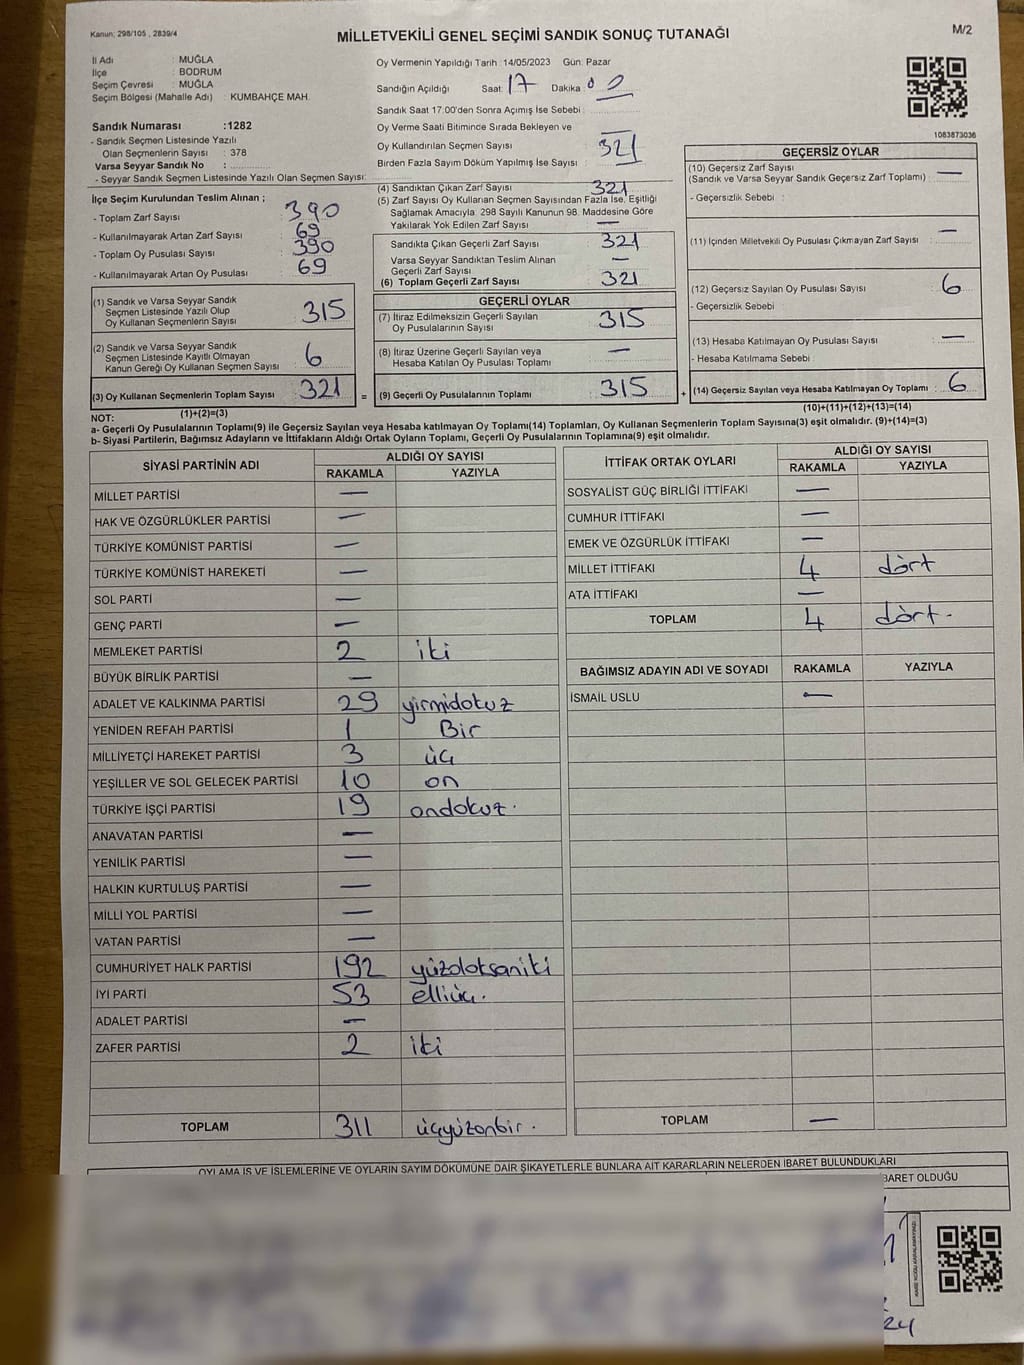 Kanun; 298/105 , 2839/4
MİLLETVEKİLİ GENEL SEÇİMİ SANDIK SONUÇ TUTANAĞI
M/2
İl Adı : MUĞLA
İlçe : BODRUM
Seçim Çevresi : MUĞLA
Seçim Bölgesi (Mahalle Adı) : KUMBAHÇE MAH.
Oy Vermenin Yapıldığı Tarih : 14/05/2023 Gün: Pazar
Sandığın Açıldığı Saat: 17 Dakika: 00
Sandık Saat 17:00'den Sonra Açımış İse Sebebi :
Sandık Numarası :1282
- Sandık Seçmen Listesinde Yazılı
Olan Seçmenlerin Sayısı : 378
Varsa Seyyar Sandık No :
- Seyyar Sandık Seçmen Listesinde Yazılı Olan Seçmen Sayısı:
Oy Verme Saati Bitiminde Sırada Bekleyen ve
Oy Kullandırılan Seçmen Sayısı : —
Birden Fazla Sayım Döküm Yapılmış İse Sayısı : 321
1083873036
İlçe Seçim Kurulundan Teslim Alınan ;
- Toplam Zarf Sayısı : 390
- Kullanılmayarak Artan Zarf Sayısı : 69
- Toplam Oy Pusulası Sayısı : 390
- Kullanılmayarak Artan Oy Pusulası : 69
(1) Sandık ve Varsa Seyyar Sandık
Seçmen Listesinde Yazılı Olup
Oy Kullanan Seçmenlerin Sayısı : 315
(2) Sandık ve Varsa Seyyar Sandık
Seçmen Listesinde Kayıtlı Olmayan
Kanun Gereği Oy Kullanan Seçmen Sayısı : 6
(3) Oy Kullanan Seçmenlerin Toplam Sayısı : 321
(1)+(2)=(3)
(4) Sandıktan Çıkan Zarf Sayısı : 321
(5) Zarf Sayısı Oy Kullanan Seçmen Sayısından Fazla İse, Eşitliği
Sağlamak Amacıyla, 298 Sayılı Kanunun 98. Maddesine Göre
Yakılarak Yok Edilen Zarf Sayısı : —
Sandıkta Çıkan Geçerli Zarf Sayısı : 321
Varsa Seyyar Sandıktan Teslim Alınan
Geçerli Zarf Sayısı : —
(6) Toplam Geçerli Zarf Sayısı : 321
GEÇERLİ OYLAR
(7) İtiraz Edilmeksizin Geçerli Sayılan
Oy Pusulalarının Sayısı : 315
(8) İtiraz Üzerine Geçerli Sayılan veya
Hesaba Katılan Oy Pusulası Toplamı : —
= (9) Geçerli Oy Pusulalarının Toplamı : 315 +
GEÇERSİZ OYLAR
(10) Geçersiz Zarf Sayısı
(Sandık ve Varsa Seyyar Sandık Geçersiz Zarf Toplamı) : —
- Geçersizlik Sebebi :
(11) İçinden Milletvekili Oy Pusulası Çıkmayan Zarf Sayısı : —
(12) Geçersiz Sayılan Oy Pusulası Sayısı : 6
- Geçersizlik Sebebi :
(13) Hesaba Katılmayan Oy Pusulası Sayısı : —
- Hesaba Katılmama Sebebi :
(14) Geçersiz Sayılan veya Hesaba Katılmayan Oy Toplamı : 6
(10)+(11)+(12)+(13)=(14)
NOT:
a- Geçerli Oy Pusulalarının Toplamı(9) ile Geçersiz Sayılan veya Hesaba katılmayan Oy Toplamı(14) Toplamları, Oy Kullanan Seçmenlerin Toplam Sayısına(3) eşit olmalıdır. (9)+(14)=(3)
b- Siyasi Partilerin, Bağımsız Adayların ve İttifakların Aldığı Ortak Oyların Toplamı, Geçerli Oy Pusulalarının Toplamına(9) eşit olmalıdır.
SİYASİ PARTİNİN ADI ALDIĞI OY SAYISI
RAKAMLA YAZIYLA
MİLLET PARTİSİ —
HAK VE ÖZGÜRLÜKLER PARTİSİ —
TÜRKİYE KOMÜNİST PARTİSİ —
TÜRKİYE KOMÜNİST HAREKETİ —
SOL PARTİ —
GENÇ PARTİ —
MEMLEKET PARTİSİ 2 iki
BÜYÜK BİRLİK PARTİSİ —
ADALET VE KALKINMA PARTİSİ 29 yirmidokuz
YENİDEN REFAH PARTİSİ 1 Bir
MİLLİYETÇİ HAREKET PARTİSİ 3 üç
YEŞİLLER VE SOL GELECEK PARTİSİ 10 on
TÜRKİYE İŞÇİ PARTİSİ 19 ondokuz.
ANAVATAN PARTİSİ —
YENİLİK PARTİSİ —
HALKIN KURTULUŞ PARTİSİ —
MİLLİ YOL PARTİSİ —
VATAN PARTİSİ —
CUMHURİYET HALK PARTİSİ 192 yüzdoksaniki
İYİ PARTİ 53 elliüç.
ADALET PARTİSİ —
ZAFER PARTİSİ 2 iki
TOPLAM 311 üçyüzonbir.
İTTİFAK ORTAK OYLARI ALDIĞI OY SAYISI
RAKAMLA YAZIYLA
SOSYALİST GÜÇ BİRLİĞİ İTTİFAKI —
CUMHUR İTTİFAKI —
EMEK VE ÖZGÜRLÜK İTTİFAKI —
MİLLET İTTİFAKI 4 dört
ATA İTTİFAKI —
TOPLAM 4 dört.
BAĞIMSIZ ADAYIN ADI VE SOYADI RAKAMLA YAZIYLA
İSMAİL USLU —
TOPLAM —
OYLAMA İŞ VE İŞLEMLERİNE VE OYLARIN SAYIM DÖKÜMÜNE DAİR ŞİKAYETLERLE BUNLARA AİT KARARLARIN NELERDEN İBARET BULUNDUKLARI
BARET OLDUĞU
24